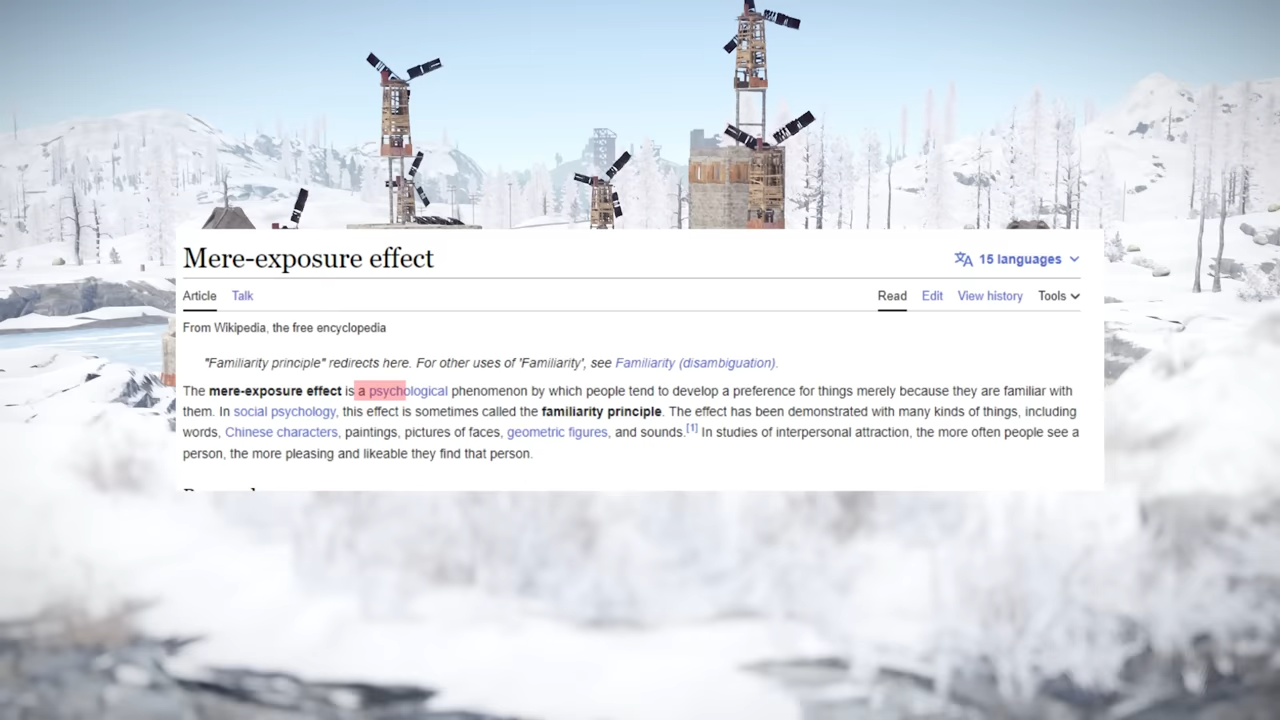 Mere-exposure effect
15 languages
Article Talk Read Edit View history Tools
From Wikipedia, the free encyclopedia
"Familiarity principle" redirects here. For other uses of 'Familiarity', see Familiarity (disambiguation).
The mere-exposure effect is a psychological phenomenon by which people tend to develop a preference for things merely because they are familiar with
them. In social psychology, this effect is sometimes called the familiarity principle. The effect has been demonstrated with many kinds of things, including
words, Chinese characters, paintings, pictures of faces, geometric figures, and sounds.[1] In studies of interpersonal attraction, the more often people see a
person, the more pleasing and likeable they find that person.